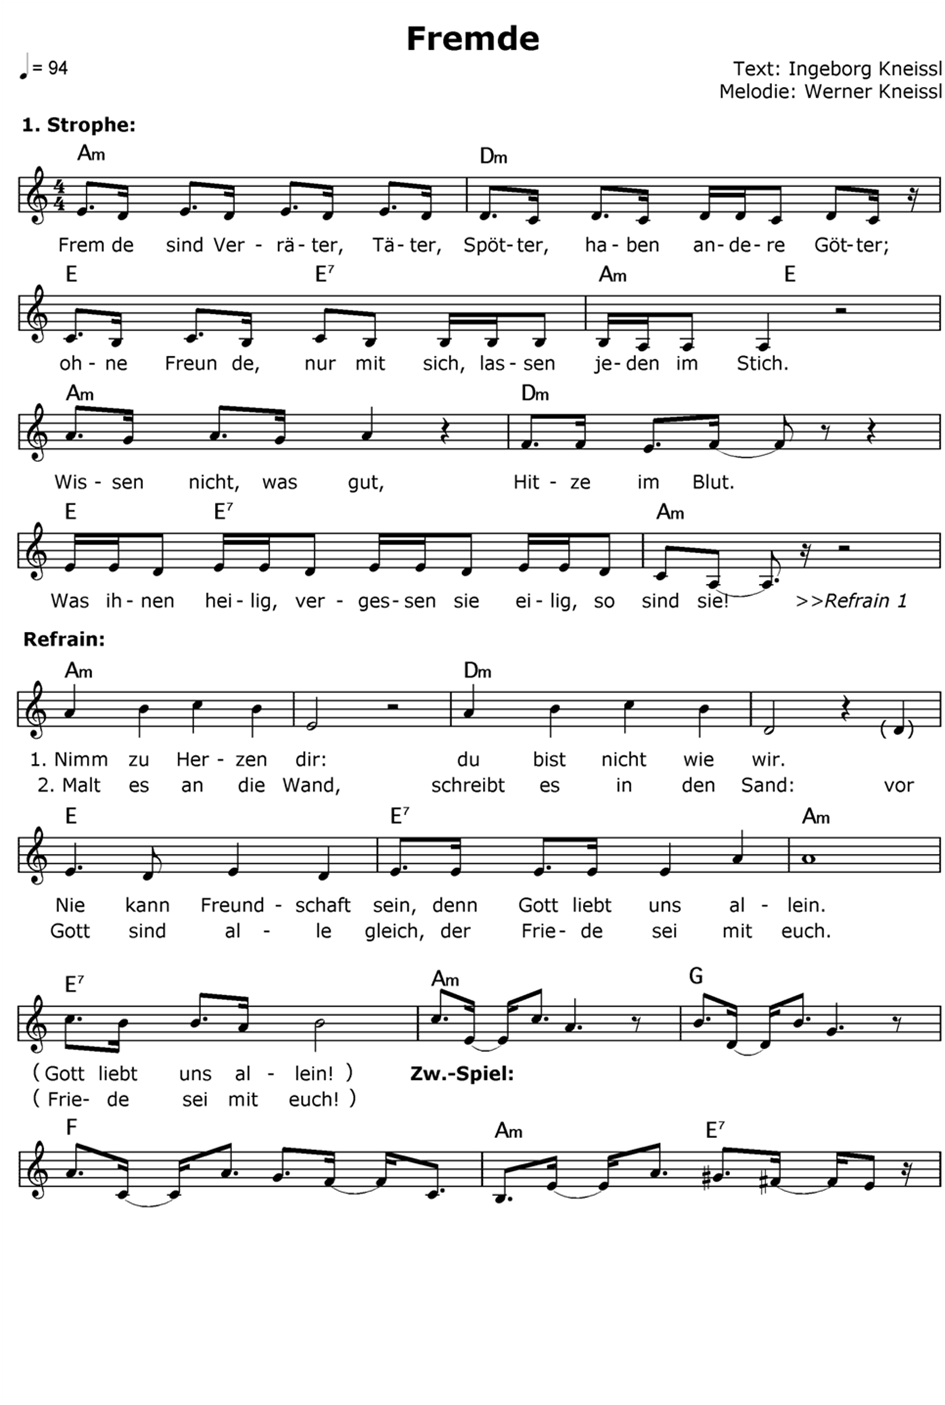 Fremde
♩ = 94
Text: Ingeborg Kneissl
Melodie: Werner Kneissl
1. Strophe:
Am Dm
4/4
Frem de sind Ver - rä - ter, Tä - ter, Spöt - ter, ha - ben an - de - re Göt - ter;
E E7 Am E
oh - ne Freun de, nur mit sich, las - sen je - den im Stich.
Am Dm
Wis - sen nicht, was gut, Hit - ze im Blut.
E E7 Am
Was ih - nen hei - lig, ver - ges - sen sie ei - lig, so sind sie! >>Refrain 1
Refrain:
Am Dm
1. Nimm zu Her - zen dir: du bist nicht wie wir.
2. Malt es an die Wand, schreibt es in den Sand: vor
E E7 Am
Nie kann Freund - schaft sein, denn Gott liebt uns al - lein.
Gott sind al - le gleich, der Frie - de sei mit euch.
E7 Am G
( Gott liebt uns al - lein! ) Zw.-Spiel:
( Frie- de sei mit euch! )
F Am E7